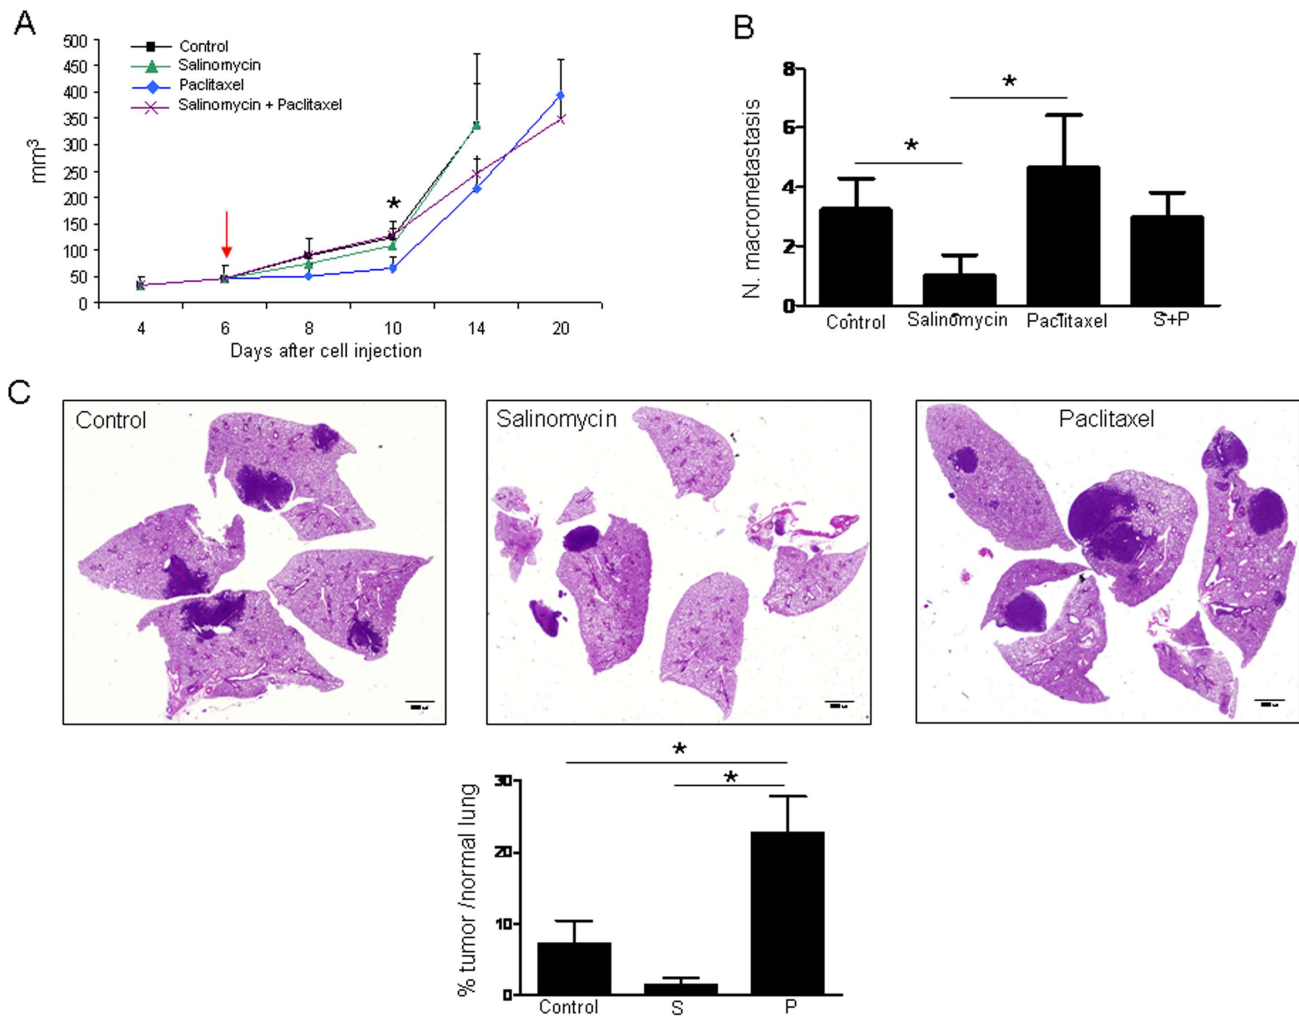 A
500
450
400
350
300
250
200
150
100
50
0
mm³
Control
Salinomycin
Paclitaxel
Salinomycin + Paclitaxel
*
4 6 8 10 14 20
Days after cell injection
B
8
6
4
2
0
N. macrometastasis
*
*
Control Salinomycin Paclitaxel S+P
C
Control
Salinomycin
Paclitaxel
*
*
30
20
10
0
% tumor /normal lung
Control S P